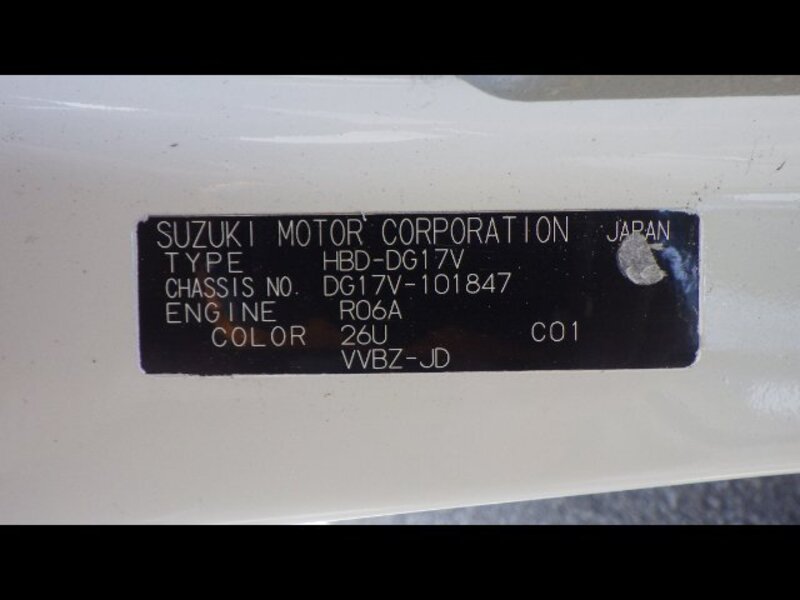 SUZUKI MOTOR CORPORATION JAPAN
TYPE HBD-DG17V
CHASSIS NO. DG17V-101847
ENGINE R06A
COLOR 26U C01
VVBZ-JD